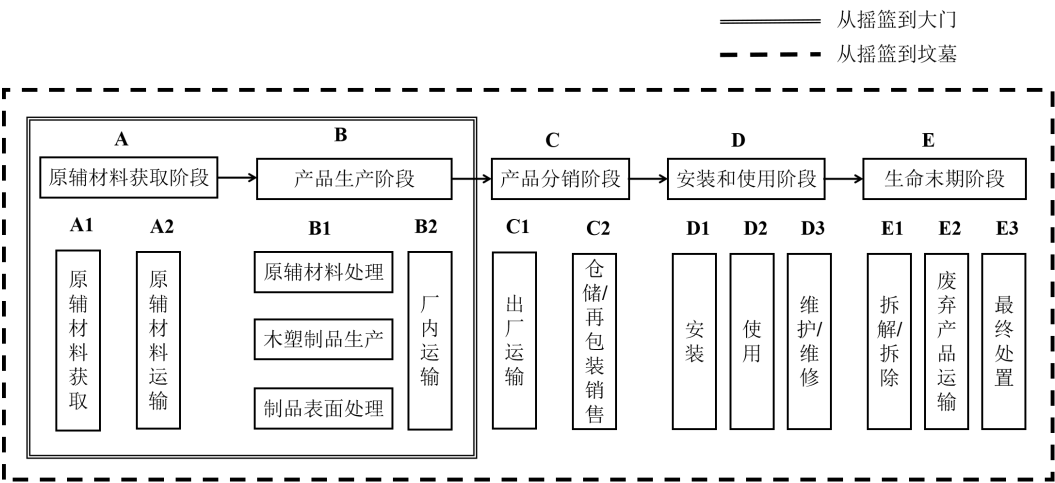 从摇篮到大门
从摇篮到坟墓
A
B
C
D
E
原辅材料获取阶段
产品生产阶段
产品分销阶段
安装和使用阶段
生命末期阶段
A1
A2
B1
B2
C1
C2
D1
D2
D3
E1
E2
E3
原辅材料获取
原辅材料运输
原辅材料处理
木塑制品生产
制品表面处理
厂内运输
出厂运输
仓储/再包装销售
安装
使用
维护/维修
拆解/拆除
废弃产品运输
最终处置